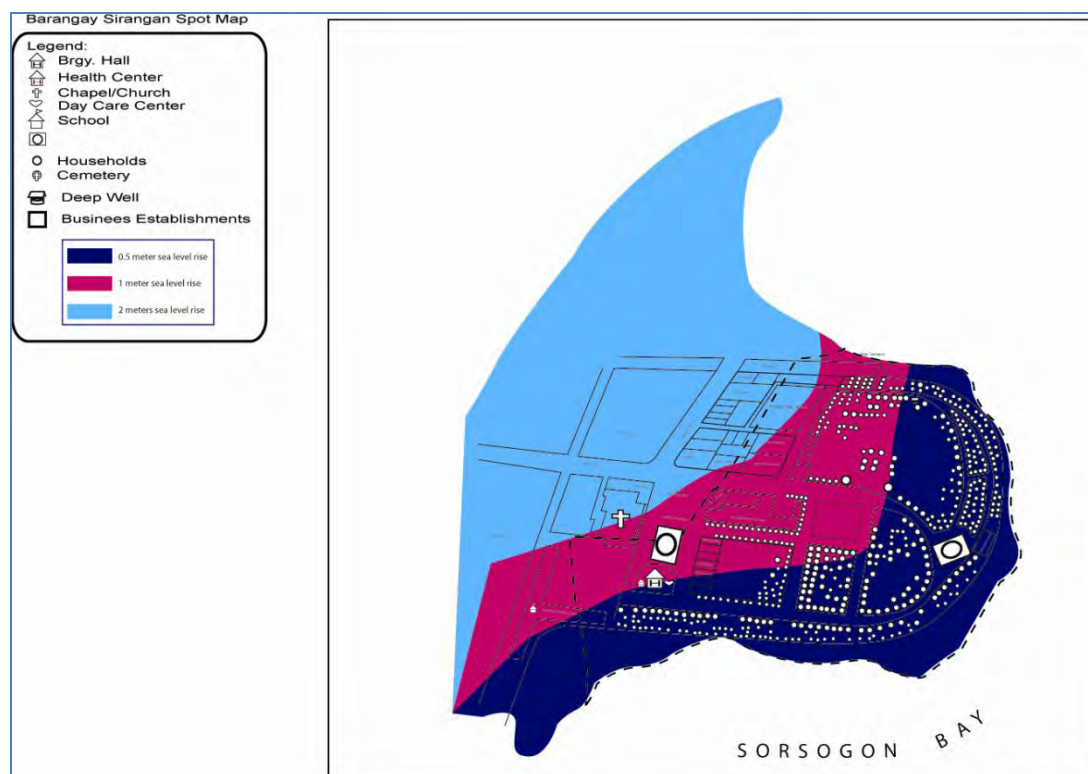 Barangay Sirangan Spot Map
Legend:
Brgy. Hall
Health Center
Chapel/Church
Day Care Center
School
Households
Cemetery
Deep Well
Businees Establishments
0.5 meter sea level rise
1 meter sea level rise
2 meters sea level rise
SORSOGON BAY